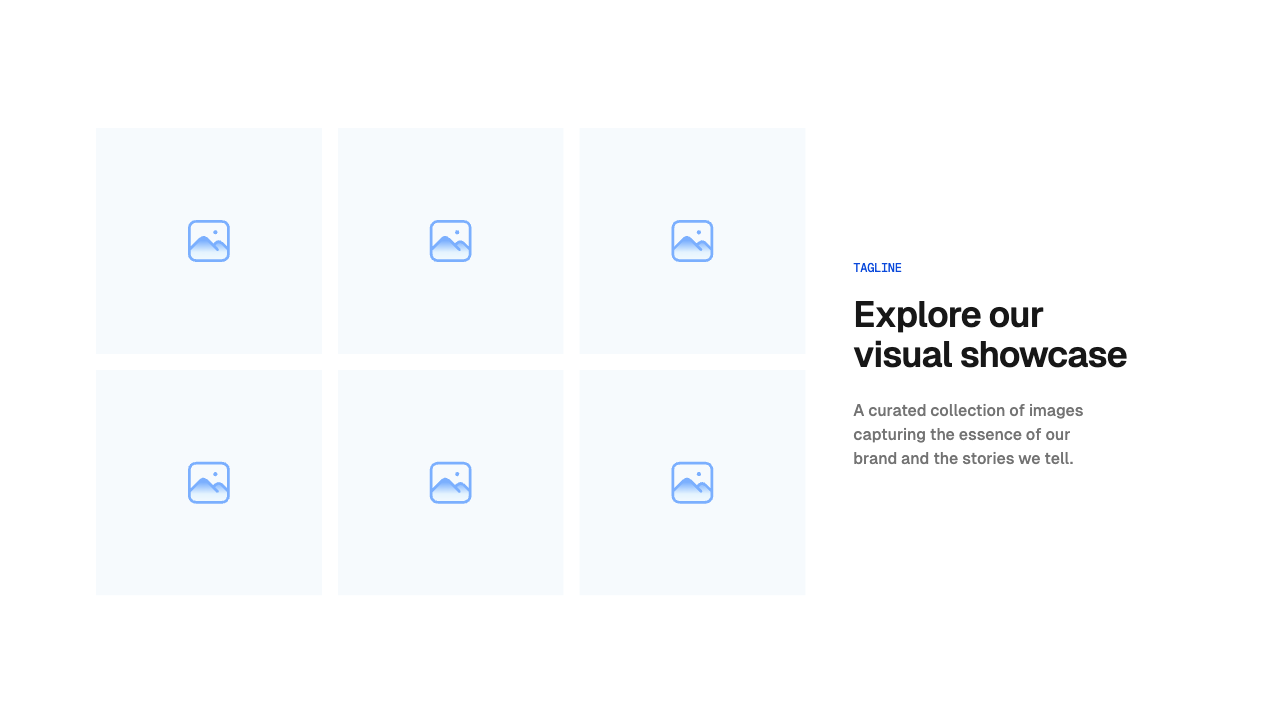 TAGLINE
Explore our
visual showcase
A curated collection of images
capturing the essence of our
brand and the stories we tell.